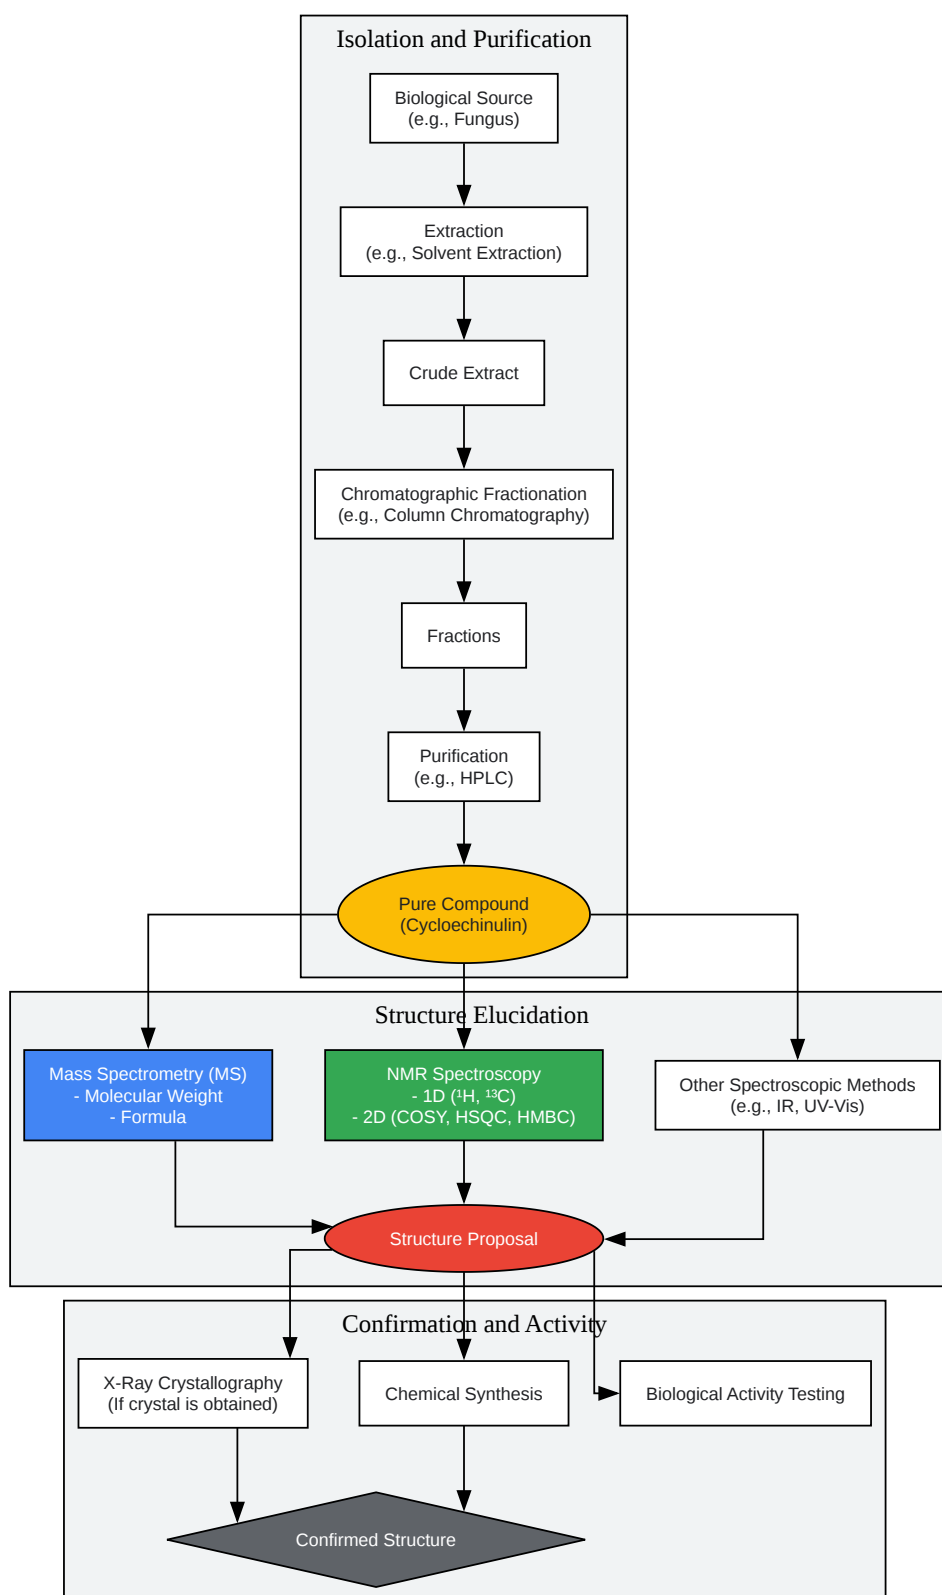 Isolation and Purification
Biological Source
(e.g., Fungus)
Extraction
(e.g., Solvent Extraction)
Crude Extract
Chromatographic Fractionation
(e.g., Column Chromatography)
Fractions
Purification
(e.g., HPLC)
Pure Compound
(Cycloechinulin)
Structure Elucidation
Mass Spectrometry (MS)
- Molecular Weight
- Formula
NMR Spectroscopy
- 1D (¹H, ¹³C)
- 2D (COSY, HSQC, HMBC)
Other Spectroscopic Methods
(e.g., IR, UV-Vis)
Structure Proposal
Confirmation and Activity
X-Ray Crystallography
(If crystal is obtained)
Chemical Synthesis
Biological Activity Testing
Confirmed Structure